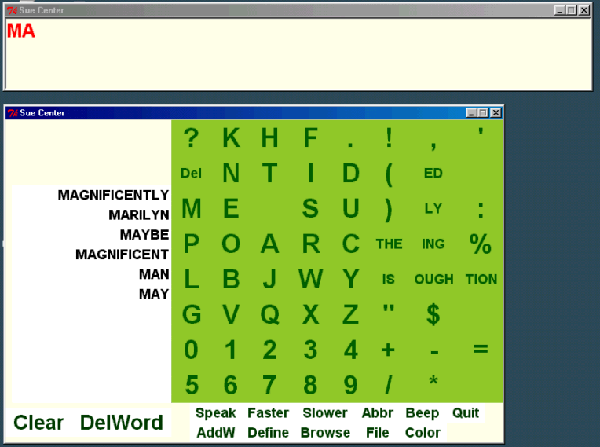 Sue Center
MA
Sue Center
MAGNIFICENTLY
MARILYN
MAYBE
MAGNIFICENT
MAN
MAY
? K H F . ! , '
Del N T I D ( ED
M E S U ) LY :
P O A R C THE ING %
L B J W Y IS OUGH TION
G V Q X Z " $
0 1 2 3 4 + - =
5 6 7 8 9 / *
Clear DelWord
Speak Faster Slower Abbr Beep Quit
AddW Define Browse File Color